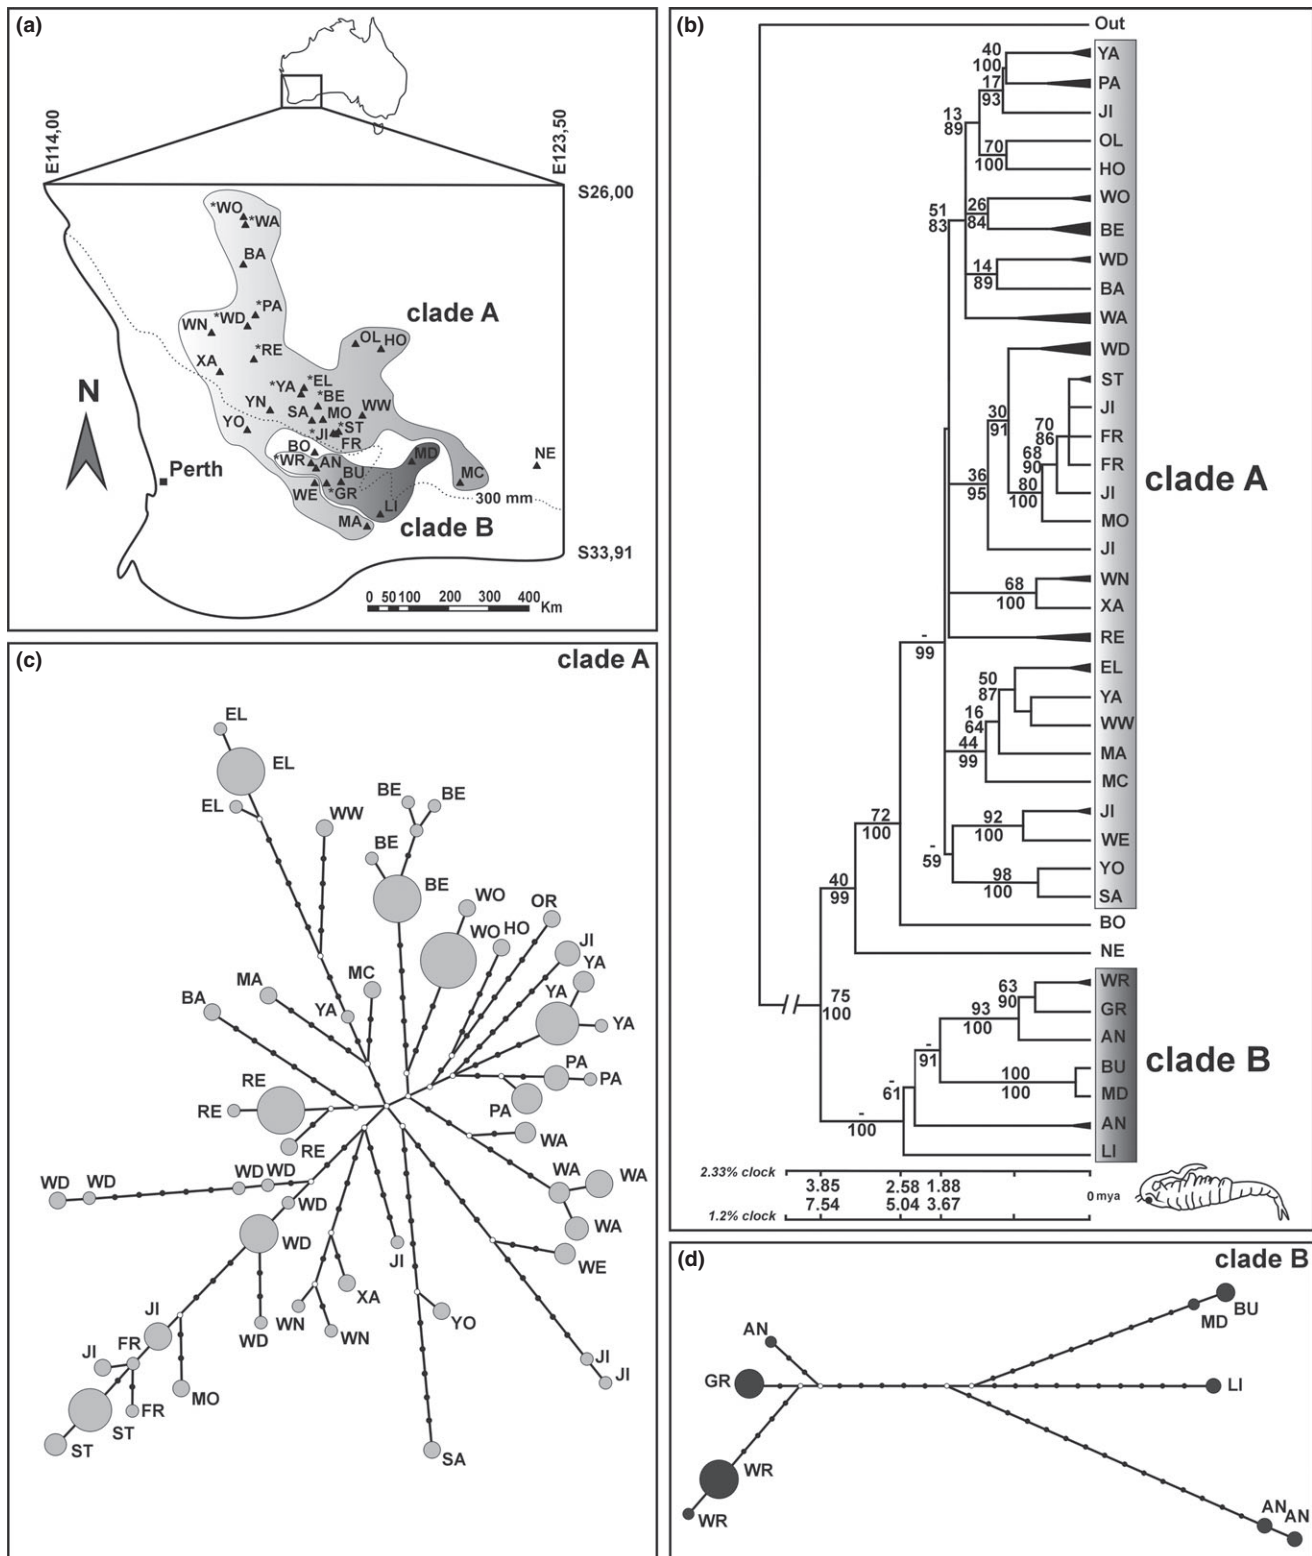 (a)
E114,00
E123,50
S26,00
*WO
*WA
BA
*PA
*WD
WN
clade A
*RE
OL HO
XA
N
*EL
*YA
*BE
YN
SA MO WW
YO
*JI *ST
FR
BO
MD
NE
*WR AN
Perth
BU
MC
WE *GR
300 mm
LI
MA
clade B
S33,91
0 50 100 200 300 400 Km
(b)
Out
40
YA
100
17
PA
93
13
JI
89
70
OL
100
HO
26
WO
51
84
83
BE
14
WD
89
BA
WA
WD
ST
30
JI
91
70
FR
86
68
90
FR
36
80
JI
clade A
95
100
MO
JI
68
WN
100
XA
-
RE
99
50
EL
87
YA
16
64
WW
44
MA
99
MC
72
92
JI
100
100
WE
-
59
98
YO
40
100
SA
99
BO
NE
63
WR
75
90
100
93
GR
100
AN
-
91
100
BU
clade B
-
100
MD
61
-
AN
100
LI
2.33% clock
3.85 2.58 1.88
0 mya
7.54 5.04 3.67
1.2% clock
(c)
clade A
EL
EL
EL
BE BE
WW
BE
BE
WO
OR
WO HO
JI
MC
YA
MA
BA
YA
YA
YA
RE
PA
PA
RE
PA
RE
WA
WD WD
WD WD
WA
WA
WD
WA
WD
WE
JI
XA
JI
WN
WN
YO
WD
FR
JI
JI
JI
MO
FR
ST
ST
SA
(d)
clade B
BU
MD
AN
GR
LI
WR
AN AN
WR